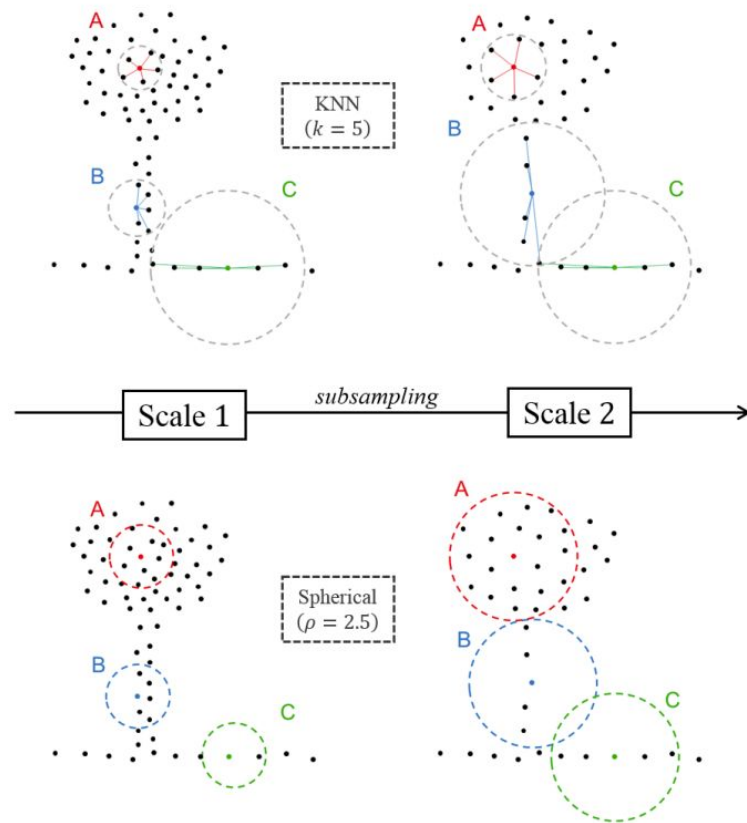 A
KNN
(k = 5)
B
C
A
B
C
Scale 1
subsampling
Scale 2
A
Spherical
(ρ = 2.5)
B
C
A
B
C